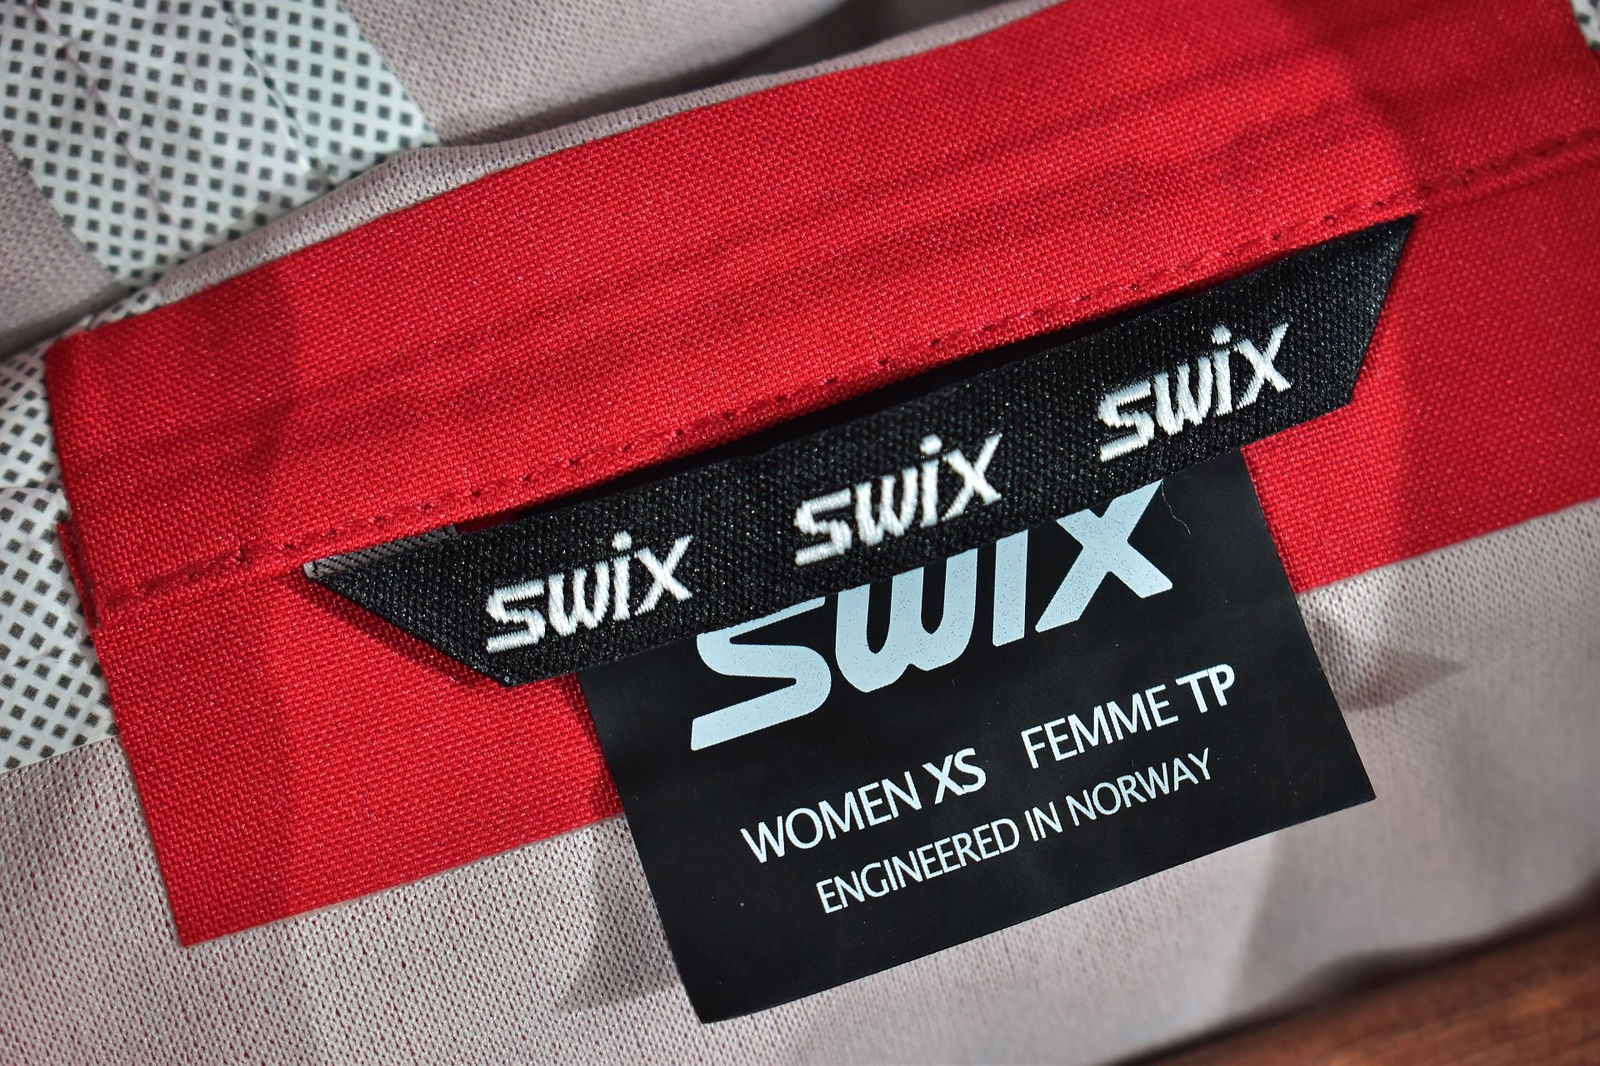 swix swix swix
swix
WOMEN XS FEMME TP
ENGINEERED IN NORWAY